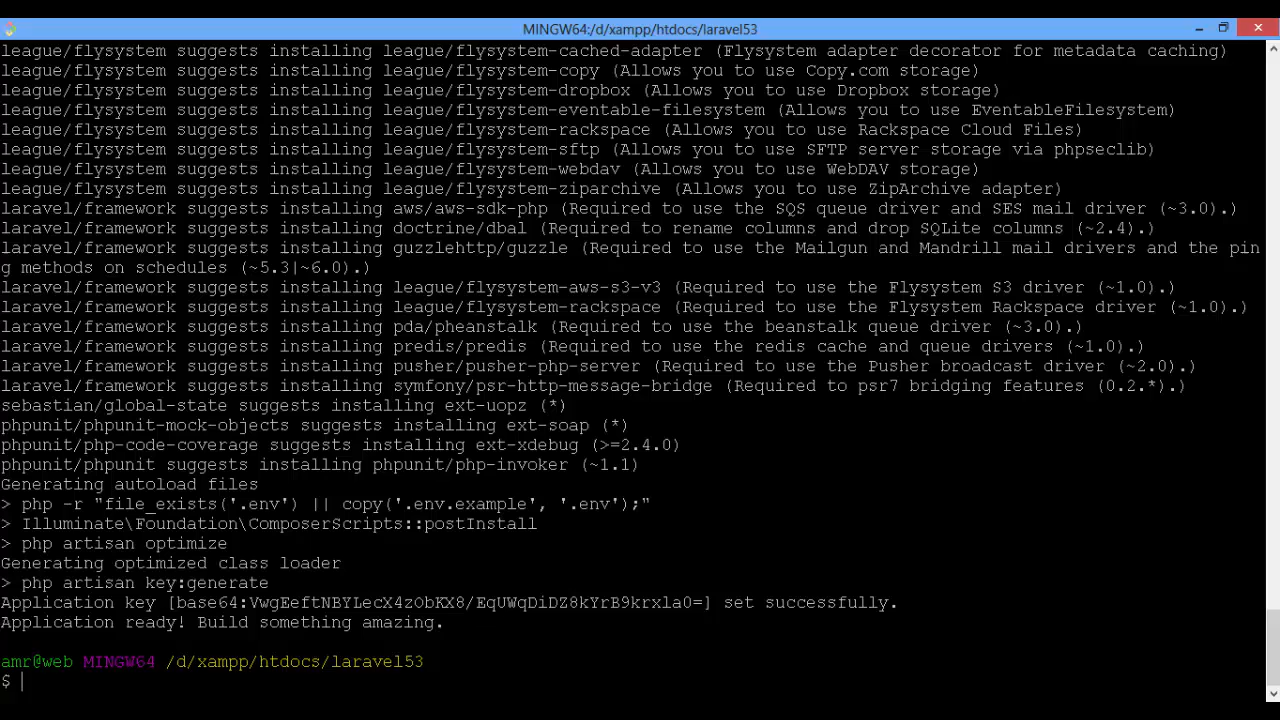 MINGW64:/d/xampp/htdocs/laravel53
league/flysystem suggests installing league/flysystem-cached-adapter (Flysystem adapter decorator for metadata caching)
league/flysystem suggests installing league/flysystem-copy (Allows you to use Copy.com storage)
league/flysystem suggests installing league/flysystem-dropbox (Allows you to use Dropbox storage)
league/flysystem suggests installing league/flysystem-eventable-filesystem (Allows you to use EventableFilesystem)
league/flysystem suggests installing league/flysystem-rackspace (Allows you to use Rackspace Cloud Files)
league/flysystem suggests installing league/flysystem-sftp (Allows you to use SFTP server storage via phpseclib)
league/flysystem suggests installing league/flysystem-webdav (Allows you to use WebDAV storage)
league/flysystem suggests installing league/flysystem-ziparchive (Allows you to use ZipArchive adapter)
laravel/framework suggests installing aws/aws-sdk-php (Required to use the SQS queue driver and SES mail driver (~3.0).)
laravel/framework suggests installing doctrine/dbal (Required to rename columns and drop SQLite columns (~2.4).)
laravel/framework suggests installing guzzlehttp/guzzle (Required to use the Mailgun and Mandrill mail drivers and the pin
g methods on schedules (~5.3|~6.0).)
laravel/framework suggests installing league/flysystem-aws-s3-v3 (Required to use the Flysystem S3 driver (~1.0).)
laravel/framework suggests installing league/flysystem-rackspace (Required to use the Flysystem Rackspace driver (~1.0).)
laravel/framework suggests installing pda/pheanstalk (Required to use the beanstalk queue driver (~3.0).)
laravel/framework suggests installing predis/predis (Required to use the redis cache and queue drivers (~1.0).)
laravel/framework suggests installing pusher/pusher-php-server (Required to use the Pusher broadcast driver (~2.0).)
laravel/framework suggests installing symfony/psr-http-message-bridge (Required to psr7 bridging features (0.2.*).)
sebastian/global-state suggests installing ext-uopz (*)
phpunit/phpunit-mock-objects suggests installing ext-soap (*)
phpunit/php-code-coverage suggests installing ext-xdebug (>=2.4.0)
phpunit/phpunit suggests installing phpunit/php-invoker (~1.1)
Generating autoload files
> php -r "file_exists('.env') || copy('.env.example', '.env');"
> Illuminate\Foundation\ComposerScripts::postInstall
> php artisan optimize
Generating optimized class loader
> php artisan key:generate
Application key [base64:VwgEeftNBYLecX4zObKX8/EqUWqDiDZ8kYrB9krxla0=] set successfully.
Application ready! Build something amazing.
amr@web MINGW64 /d/xampp/htdocs/laravel53
$